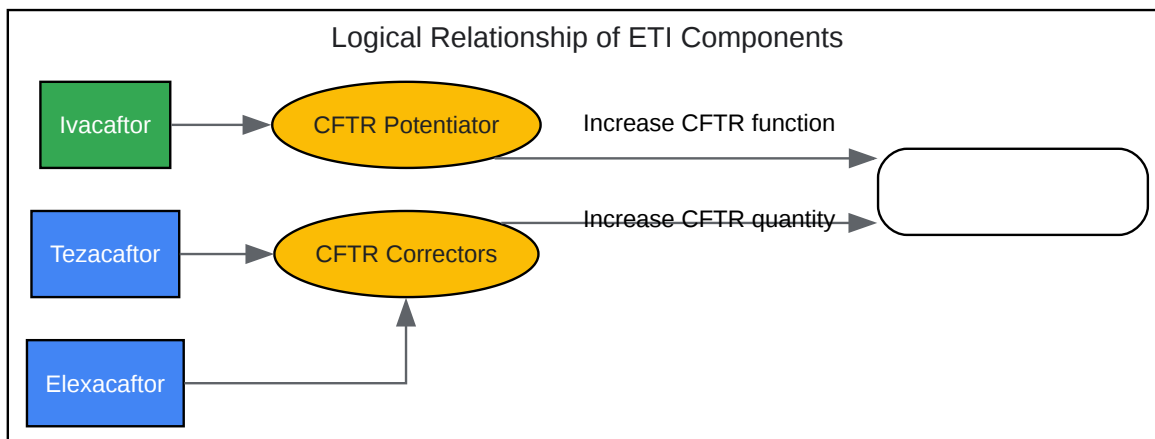 Logical Relationship of ETI Components
Ivacaftor
CFTR Potentiator
Increase CFTR function
Tezacaftor
CFTR Correctors
Increase CFTR quantity
Elexacaftor